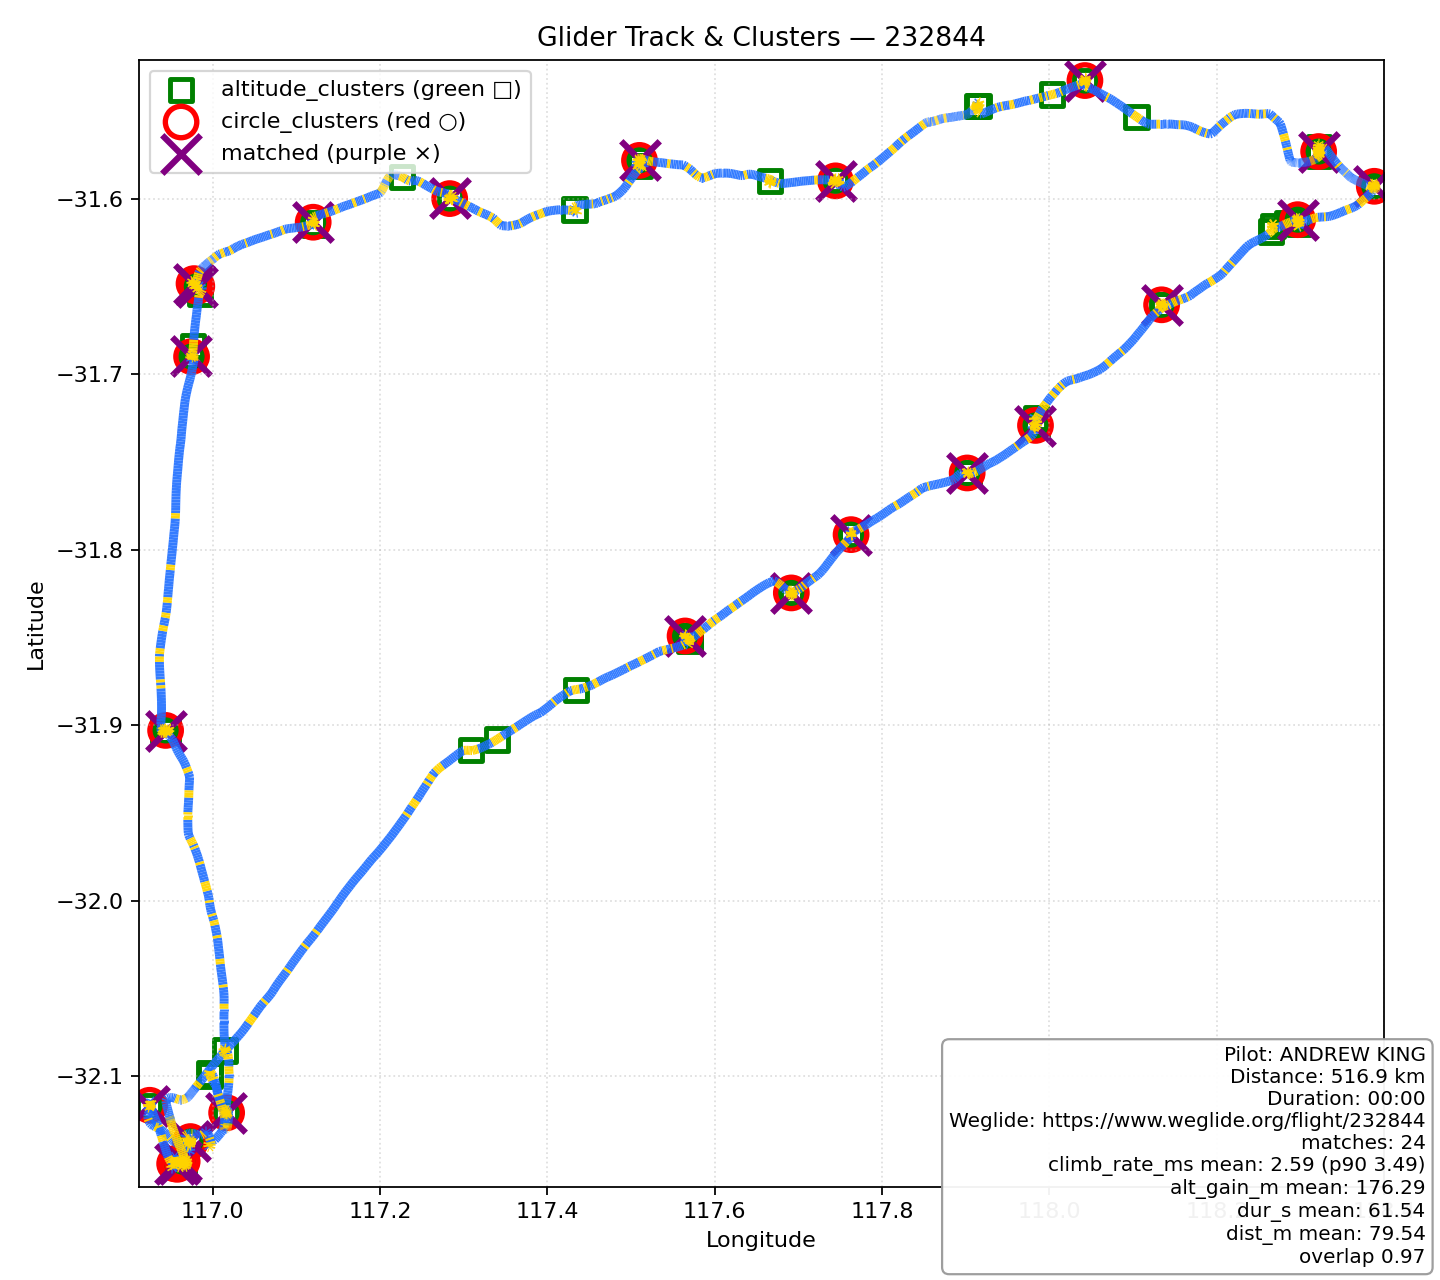 Glider Track & Clusters — 232844
altitude_clusters (green □)
circle_clusters (red ○)
matched (purple ×)
Latitude
−31.6
−31.7
−31.8
−31.9
−32.0
−32.1
117.0
117.2
117.4
117.6
117.8
118.0
Longitude
Pilot: ANDREW KING
Distance: 516.9 km
Duration: 00:00
Weglide: https://www.weglide.org/flight/232844
matches: 24
climb_rate_ms mean: 2.59 (p90 3.49)
alt_gain_m mean: 176.29
dur_s mean: 61.54
dist_m mean: 79.54
overlap 0.97